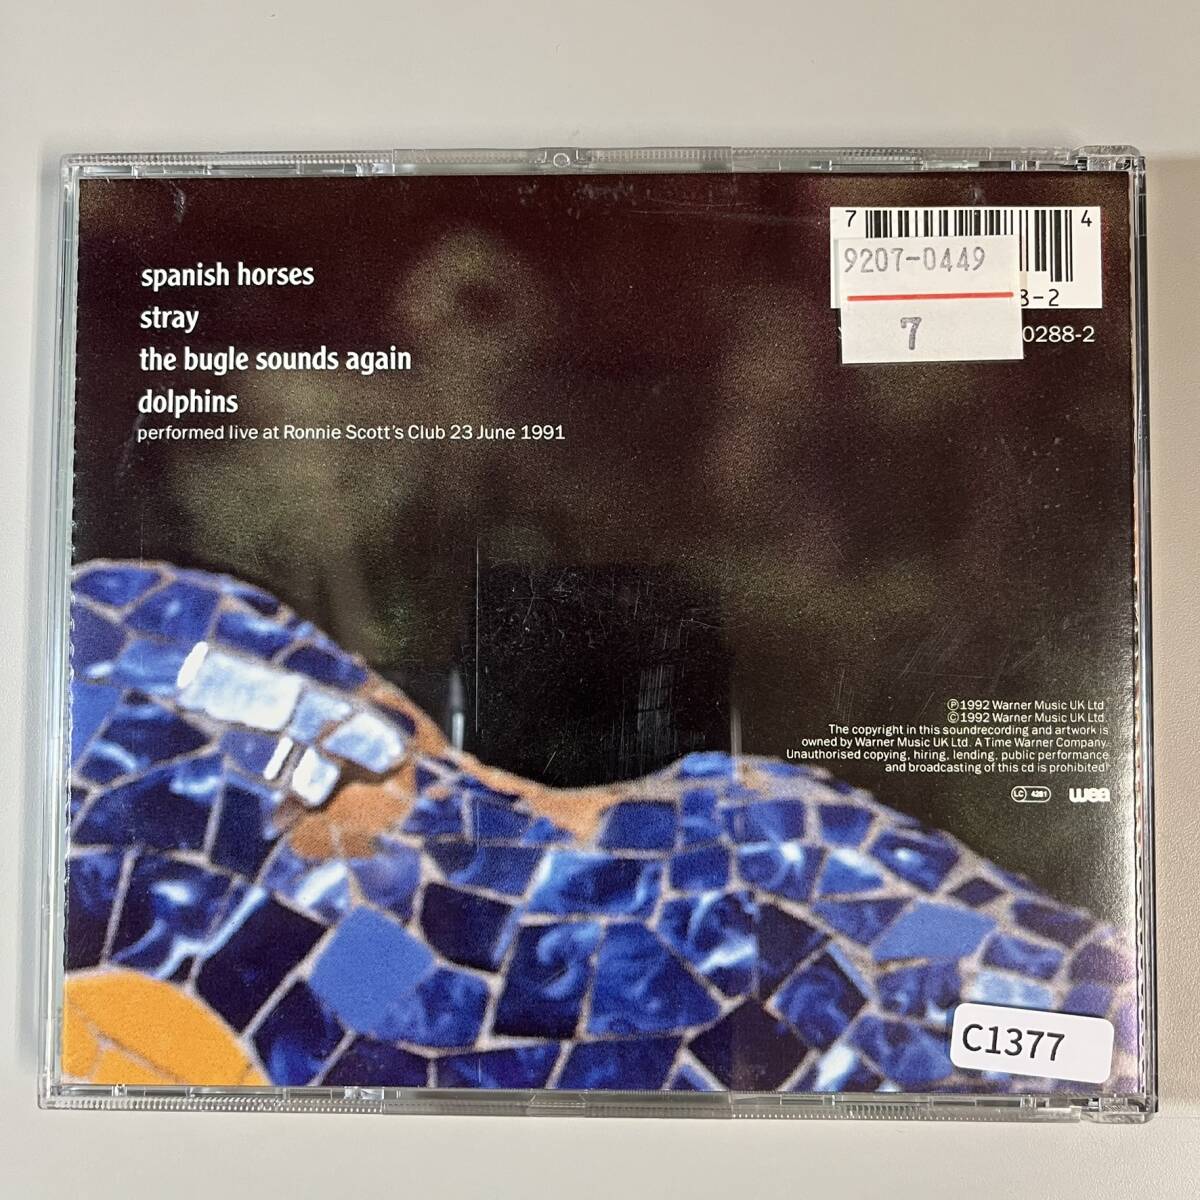 spanish horses
stray
the bugle sounds again
dolphins
performed live at Ronnie Scott's Club 23 June 1991
7 4
9207-0449
7
8-2
0288-2
Ⓟ 1992 Warner Music UK Ltd.
© 1992 Warner Music UK Ltd.
The copyright in this soundrecording and artwork is
owned by Warner Music UK Ltd. A Time Warner Company.
Unauthorised copying, hiring, lending, public performance
and broadcasting of this cd is prohibited!
LC 4281 wea
C1377